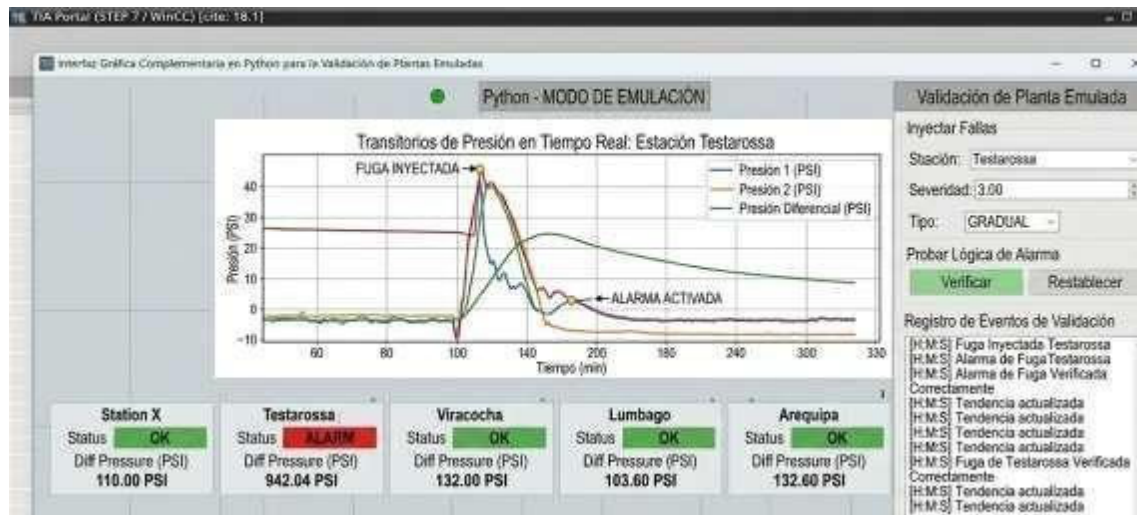 TIA Portal (STEP 7 / WinCC) [cite: 18.1]
Interfaz Gráfica Complementaria en Python para la Validación de Plantas Emuladas
Python - MODO DE EMULACIÓN
Transitorios de Presión en Tiempo Real: Estación Testarossa
FUGA INYECTADA
Presión 1 (PSI)
Presión 2 (PSI)
Presión Diferencial (PSI)
ALARMA ACTIVADA
Presión (PSI)
40
30
20
10
0
-10
60 80 100 140 200 180 240 300 330
Tiempo (min)
Validación de Planta Emulada
Inyectar Fallas
Stación: Testarossa
Severidad: 3.00
Tipo: GRADUAL
Probar Lógica de Alarma
Verificar Restablecer
Registro de Eventos de Validación
[H:M:S] Fuga Inyectada Testarossa
[H:M:S] Alarma de Fuga Testarossa
[H:M:S] Alarma de Fuga Verificada
Correctamente
[H:M:S] Tendencia actualizada
[H:M:S] Tendencia actualizada
[H:M:S] Tendencia actualizada
[H:M:S] Tendencia actualizada
[H:M:S] Fuga de Testarossa Verificada
Correctamente
[H:M:S] Tendencia actualizada
[H:M:S] Tendencia actualizada
Station X
Status OK
Diff Pressure (PSI)
110.00 PSI
Testarossa
Status ALARM
Diff Pressure (PSI)
942.04 PSI
Viracocha
Status OK
Diff Pressure (PSI)
132.00 PSI
Lumbago
Status OK
Diff Pressure (PSI)
103.60 PSI
Arequipa
Status OK
Diff Pressure (PSI)
132.60 PSI